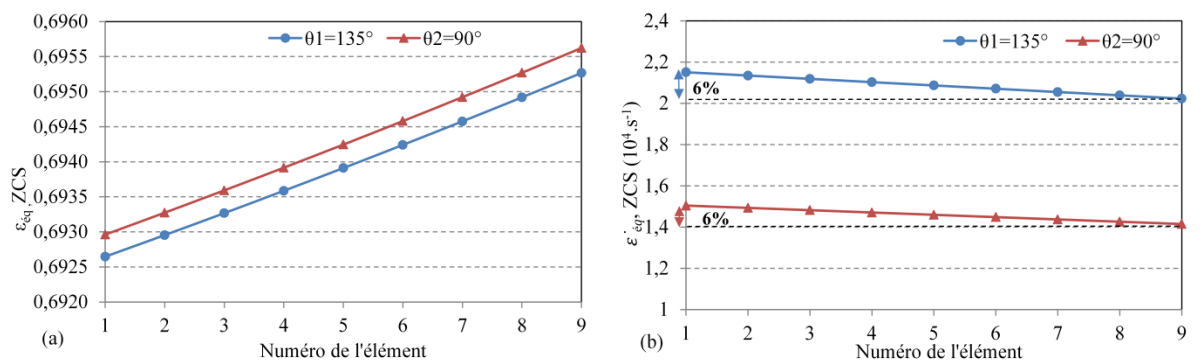 0,6960
0,6955
0,6950
0,6945
0,6940
0,6935
0,6930
0,6925
0,6920
εéq, ZCS
θ1=135° θ2=90°
1 2 3 4 5 6 7 8 9
Numéro de l'élément
(a)
2,4
2,2
2
1,8
1,6
1,4
1,2
1
ε˙éq, ZCS (10⁴.s⁻¹)
θ1=135° θ2=90°
6%
6%
1 2 3 4 5 6 7 8 9
Numéro de l'élément
(b)